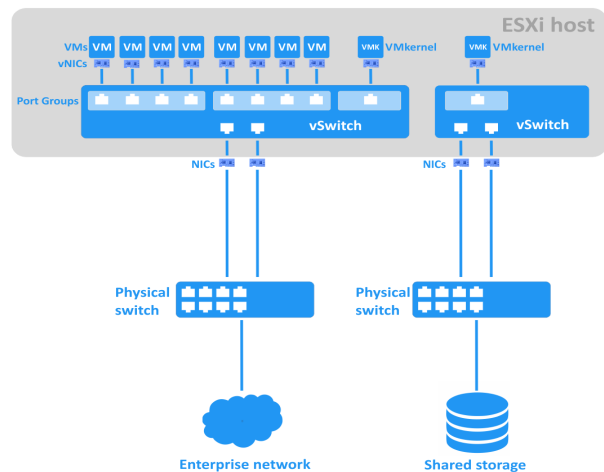 ESXi host
VMs VM VM VM VM VM VM VM VM VMK VMkernel VMK VMkernel
vNICs
Port Groups
vSwitch vSwitch
NICs NICs
Physical switch Physical switch
Enterprise network Shared storage